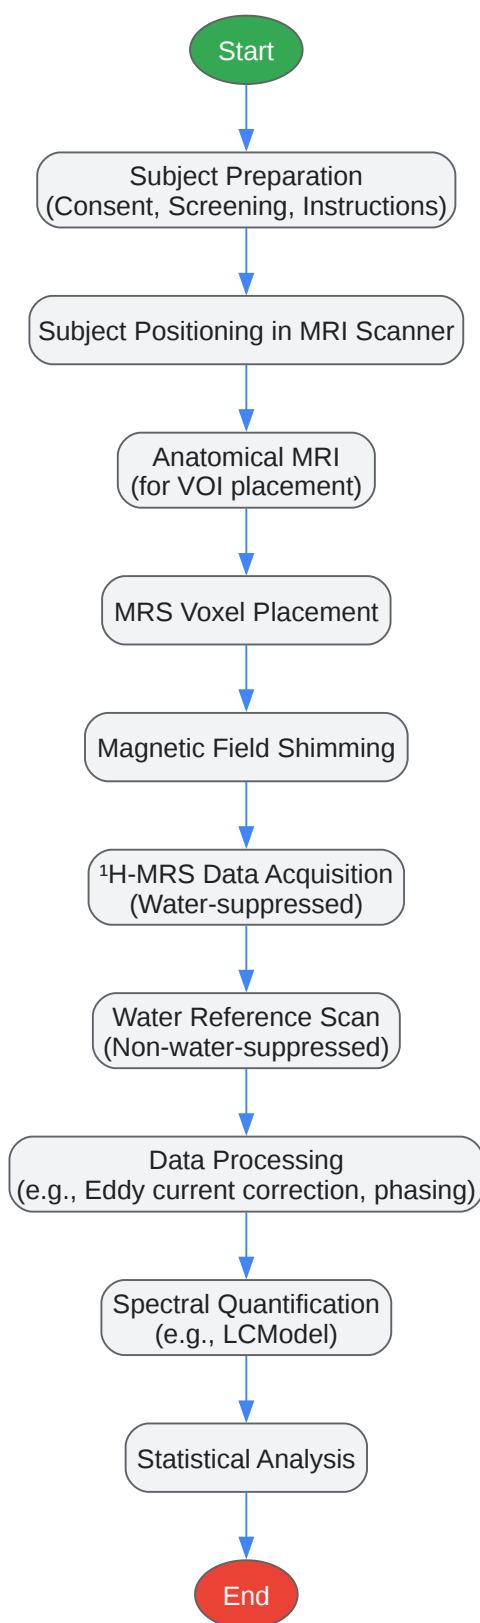 Start
Subject Preparation
(Consent, Screening, Instructions)
Subject Positioning in MRI Scanner
Anatomical MRI
(for VOI placement)
MRS Voxel Placement
Magnetic Field Shimming
¹H-MRS Data Acquisition
(Water-suppressed)
Water Reference Scan
(Non-water-suppressed)
Data Processing
(e.g., Eddy current correction, phasing)
Spectral Quantification
(e.g., LCModel)
Statistical Analysis
End